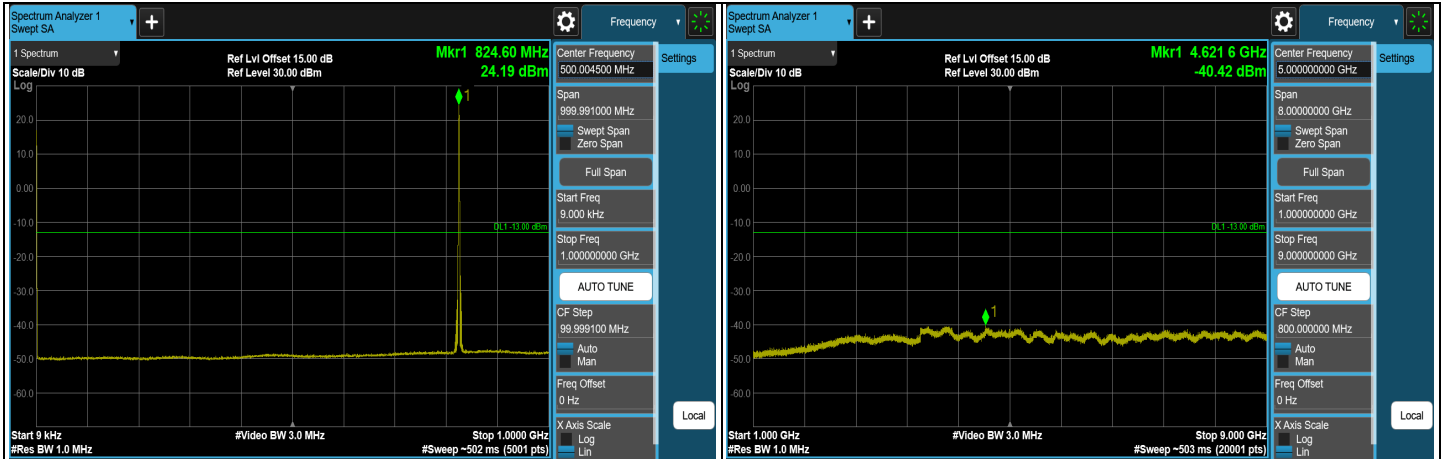 Spectrum Analyzer 1
Swept SA
+
Frequency
1 Spectrum
Scale/Div 10 dB
Log
Ref Lvl Offset 15.00 dB
Ref Level 30.00 dBm
Mkr1 824.60 MHz
24.19 dBm
1
20.0
10.0
0.00
-10.0
-20.0
-30.0
-40.0
-50.0
-60.0
DL1 -13.00 dBm
Start 9 kHz
#Res BW 1.0 MHz
#Video BW 3.0 MHz
Stop 1.0000 GHz
#Sweep ~502 ms (5001 pts)
Center Frequency
500.004500 MHz
Span
999.991000 MHz
Swept Span
Zero Span
Full Span
Start Freq
9.000 kHz
Stop Freq
1.000000000 GHz
AUTO TUNE
CF Step
99.999100 MHz
Auto
Man
Freq Offset
0 Hz
X Axis Scale
Log
Lin
Settings
Local
Spectrum Analyzer 1
Swept SA
+
Frequency
1 Spectrum
Scale/Div 10 dB
Log
Ref Lvl Offset 15.00 dB
Ref Level 30.00 dBm
Mkr1 4.621 6 GHz
-40.42 dBm
1
20.0
10.0
0.00
-10.0
-20.0
-30.0
-40.0
-50.0
-60.0
DL1 -13.00 dBm
Start 1.000 GHz
#Res BW 1.0 MHz
#Video BW 3.0 MHz
Stop 9.000 GHz
#Sweep ~503 ms (20001 pts)
Center Frequency
5.000000000 GHz
Span
8.00000000 GHz
Swept Span
Zero Span
Full Span
Start Freq
1.000000000 GHz
Stop Freq
9.000000000 GHz
AUTO TUNE
CF Step
800.000000 MHz
Auto
Man
Freq Offset
0 Hz
X Axis Scale
Log
Lin
Settings
Local